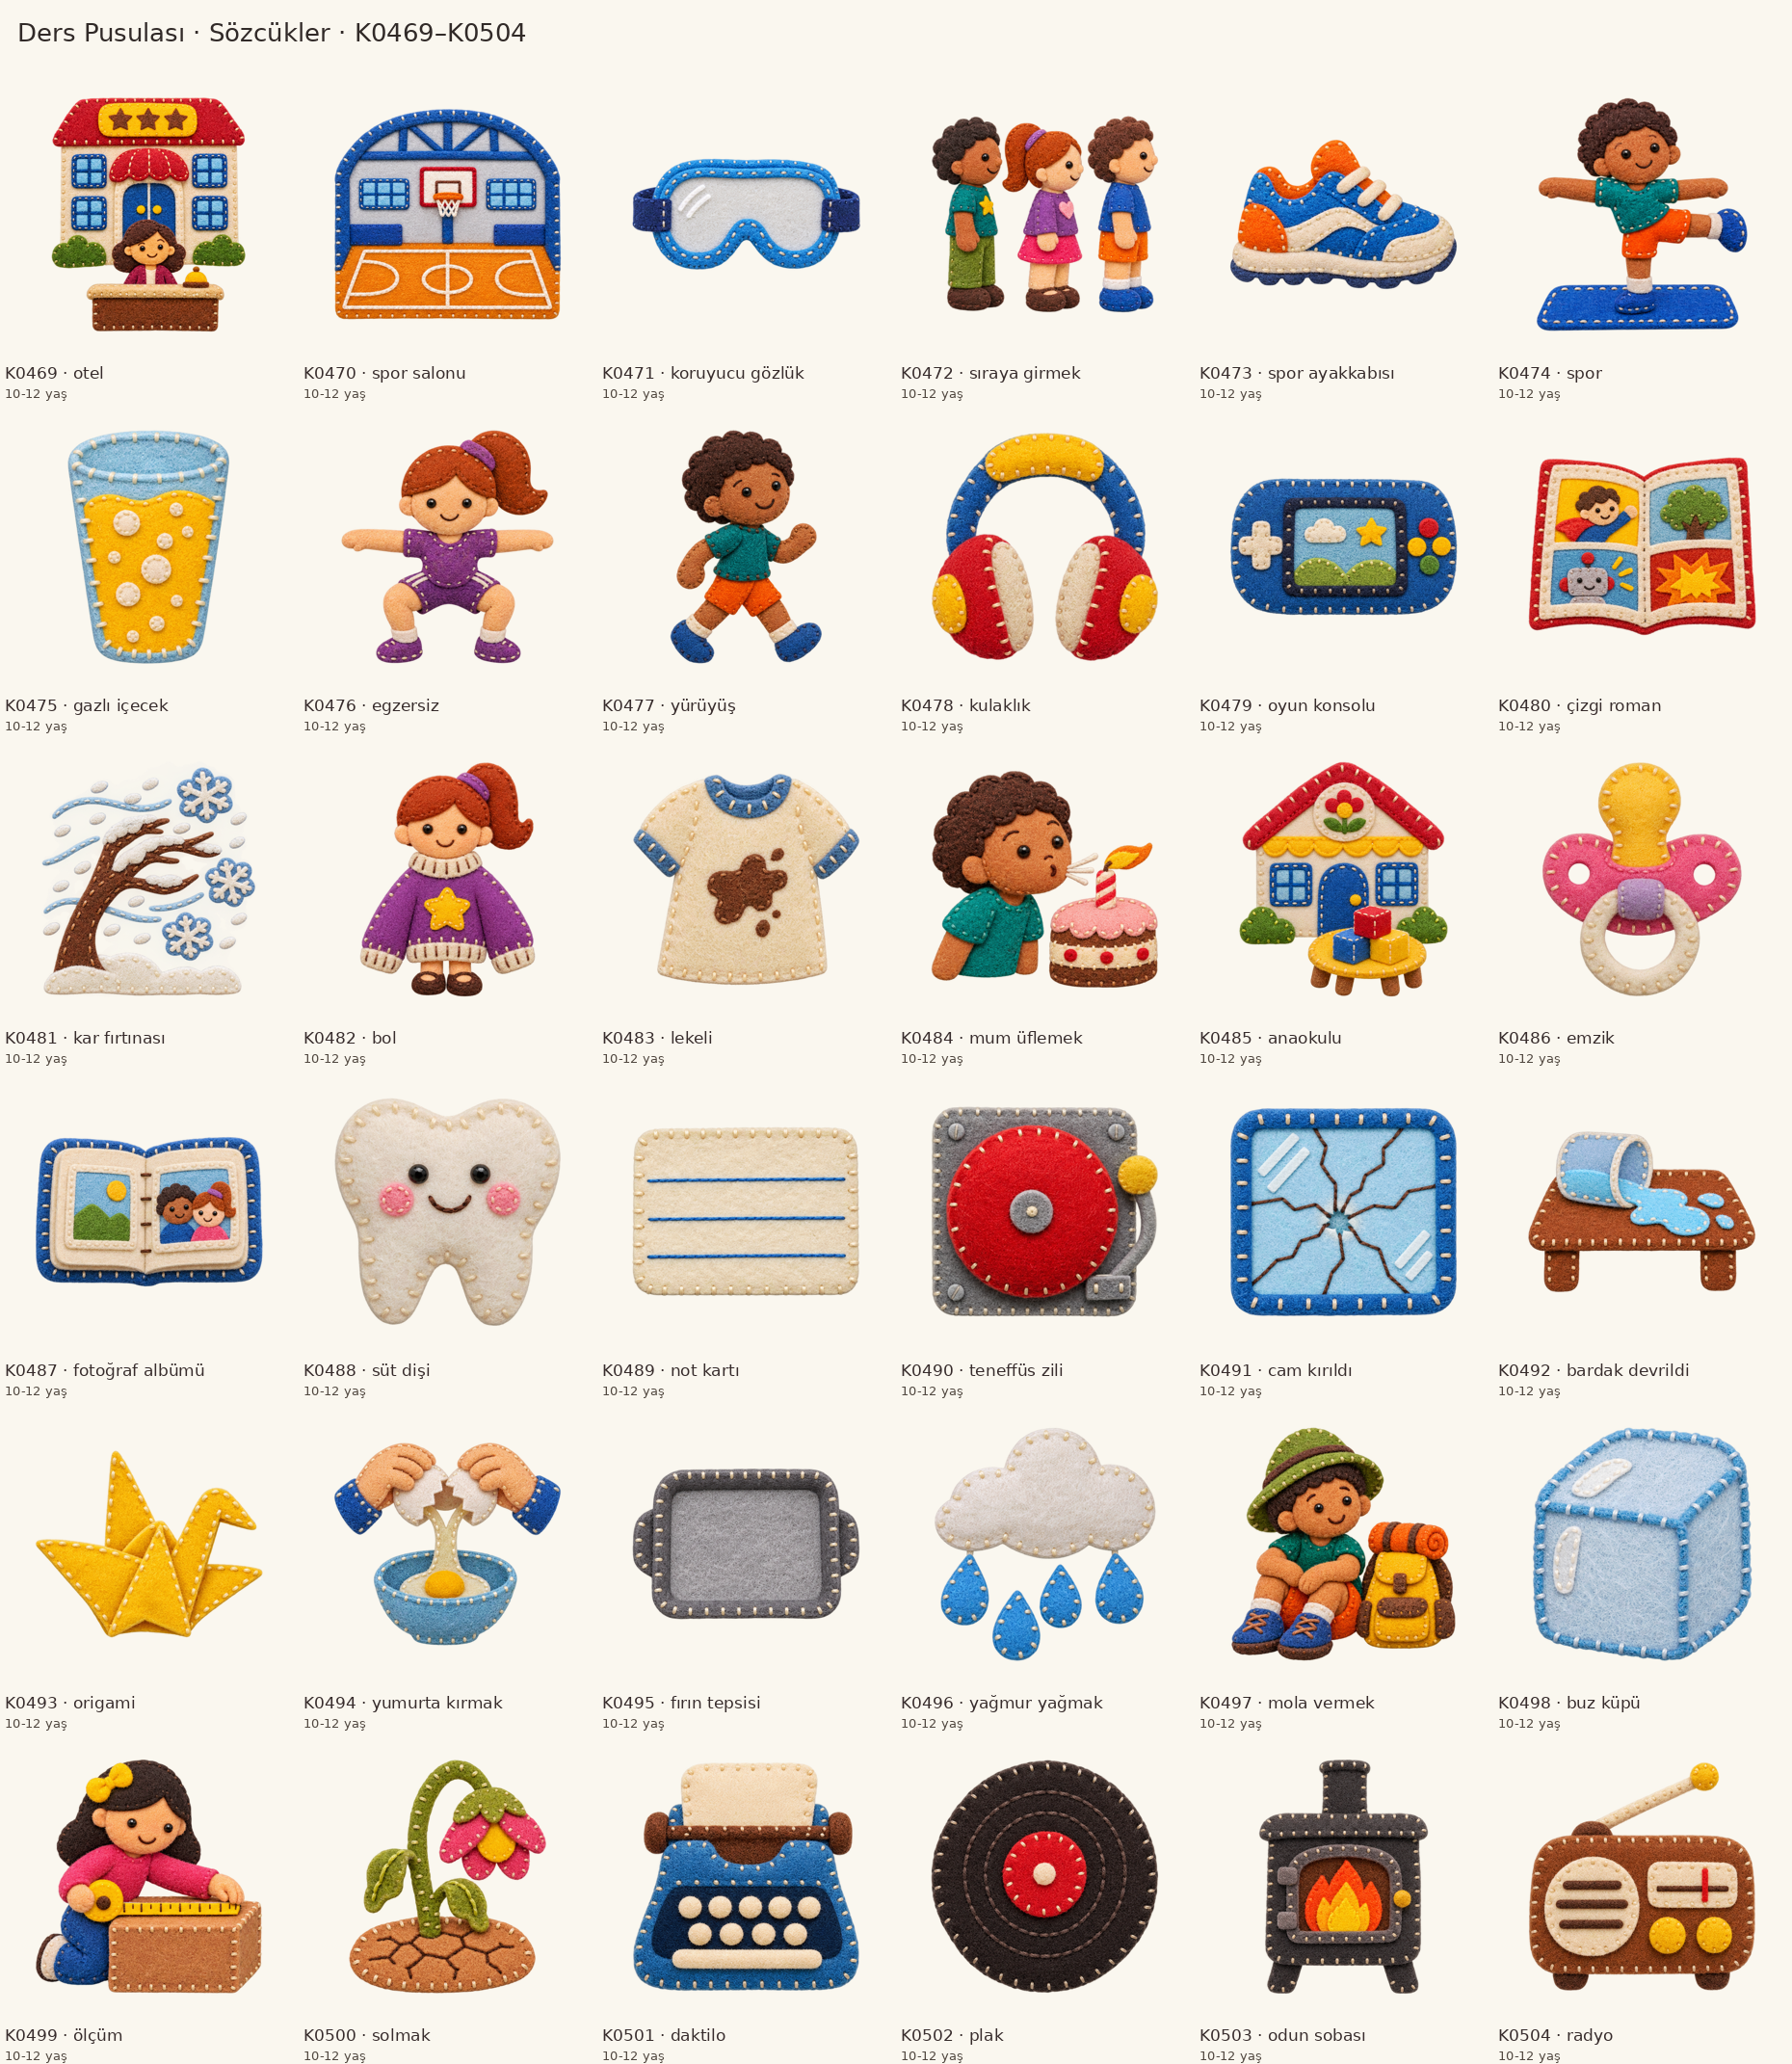 Ders Pusulası · Sözcükler · K0469–K0504
K0469 · otel
10-12 yaş
K0470 · spor salonu
10-12 yaş
K0471 · koruyucu gözlük
10-12 yaş
K0472 · sıraya girmek
10-12 yaş
K0473 · spor ayakkabısı
10-12 yaş
K0474 · spor
10-12 yaş
K0475 · gazlı içecek
10-12 yaş
K0476 · egzersiz
10-12 yaş
K0477 · yürüyüş
10-12 yaş
K0478 · kulaklık
10-12 yaş
K0479 · oyun konsolu
10-12 yaş
K0480 · çizgi roman
10-12 yaş
K0481 · kar fırtınası
10-12 yaş
K0482 · bol
10-12 yaş
K0483 · lekeli
10-12 yaş
K0484 · mum üflemek
10-12 yaş
K0485 · anaokulu
10-12 yaş
K0486 · emzik
10-12 yaş
K0487 · fotoğraf albümü
10-12 yaş
K0488 · süt dişi
10-12 yaş
K0489 · not kartı
10-12 yaş
K0490 · teneffüs zili
10-12 yaş
K0491 · cam kırıldı
10-12 yaş
K0492 · bardak devrildi
10-12 yaş
K0493 · origami
10-12 yaş
K0494 · yumurta kırmak
10-12 yaş
K0495 · fırın tepsisi
10-12 yaş
K0496 · yağmur yağmak
10-12 yaş
K0497 · mola vermek
10-12 yaş
K0498 · buz küpü
10-12 yaş
K0499 · ölçüm
10-12 yaş
K0500 · solmak
10-12 yaş
K0501 · daktilo
10-12 yaş
K0502 · plak
10-12 yaş
K0503 · odun sobası
10-12 yaş
K0504 · radyo
10-12 yaş